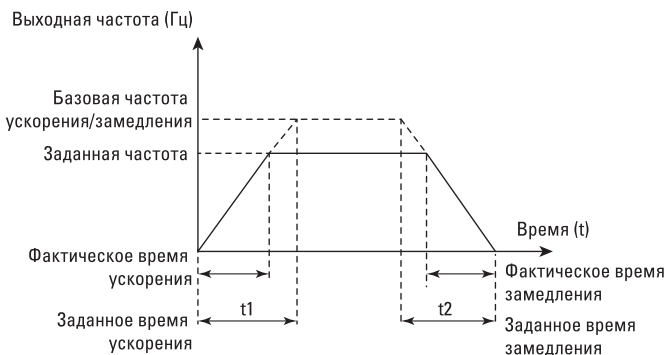 Выходная частота (Гц)
Базовая частота
ускорения/замедления
Заданная частота
Время (t)
Фактическое время
ускорения
Фактическое время
замедления
t1
t2
Заданное время
ускорения
Заданное время
замедления